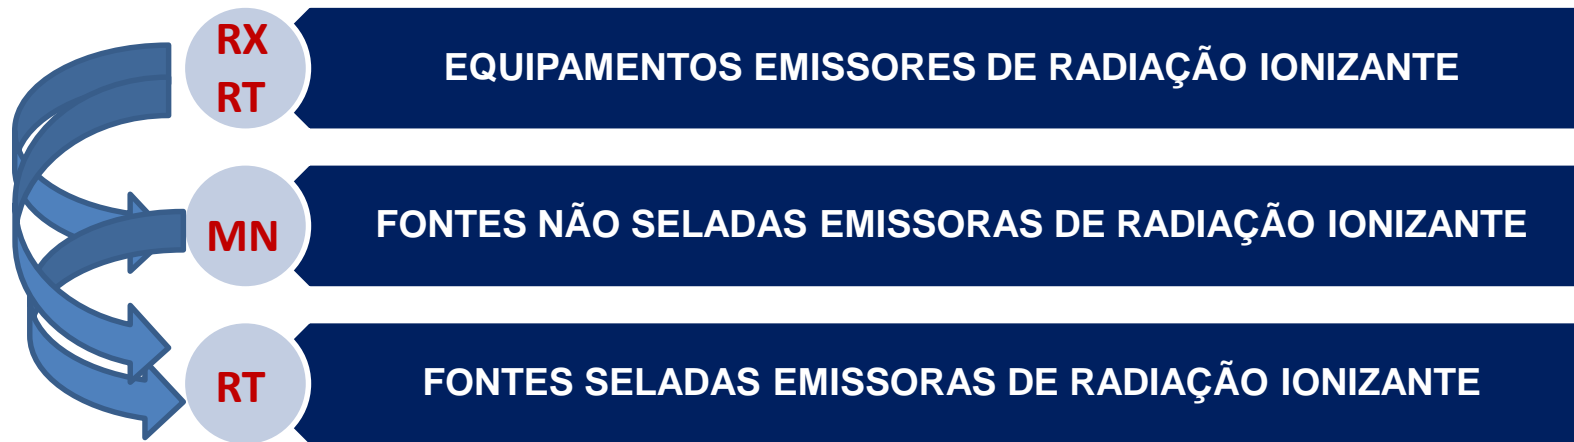 RX
RT
EQUIPAMENTOS EMISSORES DE RADIAÇÃO IONIZANTE
MN
FONTES NÃO SELADAS EMISSORAS DE RADIAÇÃO IONIZANTE
RT
FONTES SELADAS EMISSORAS DE RADIAÇÃO IONIZANTE